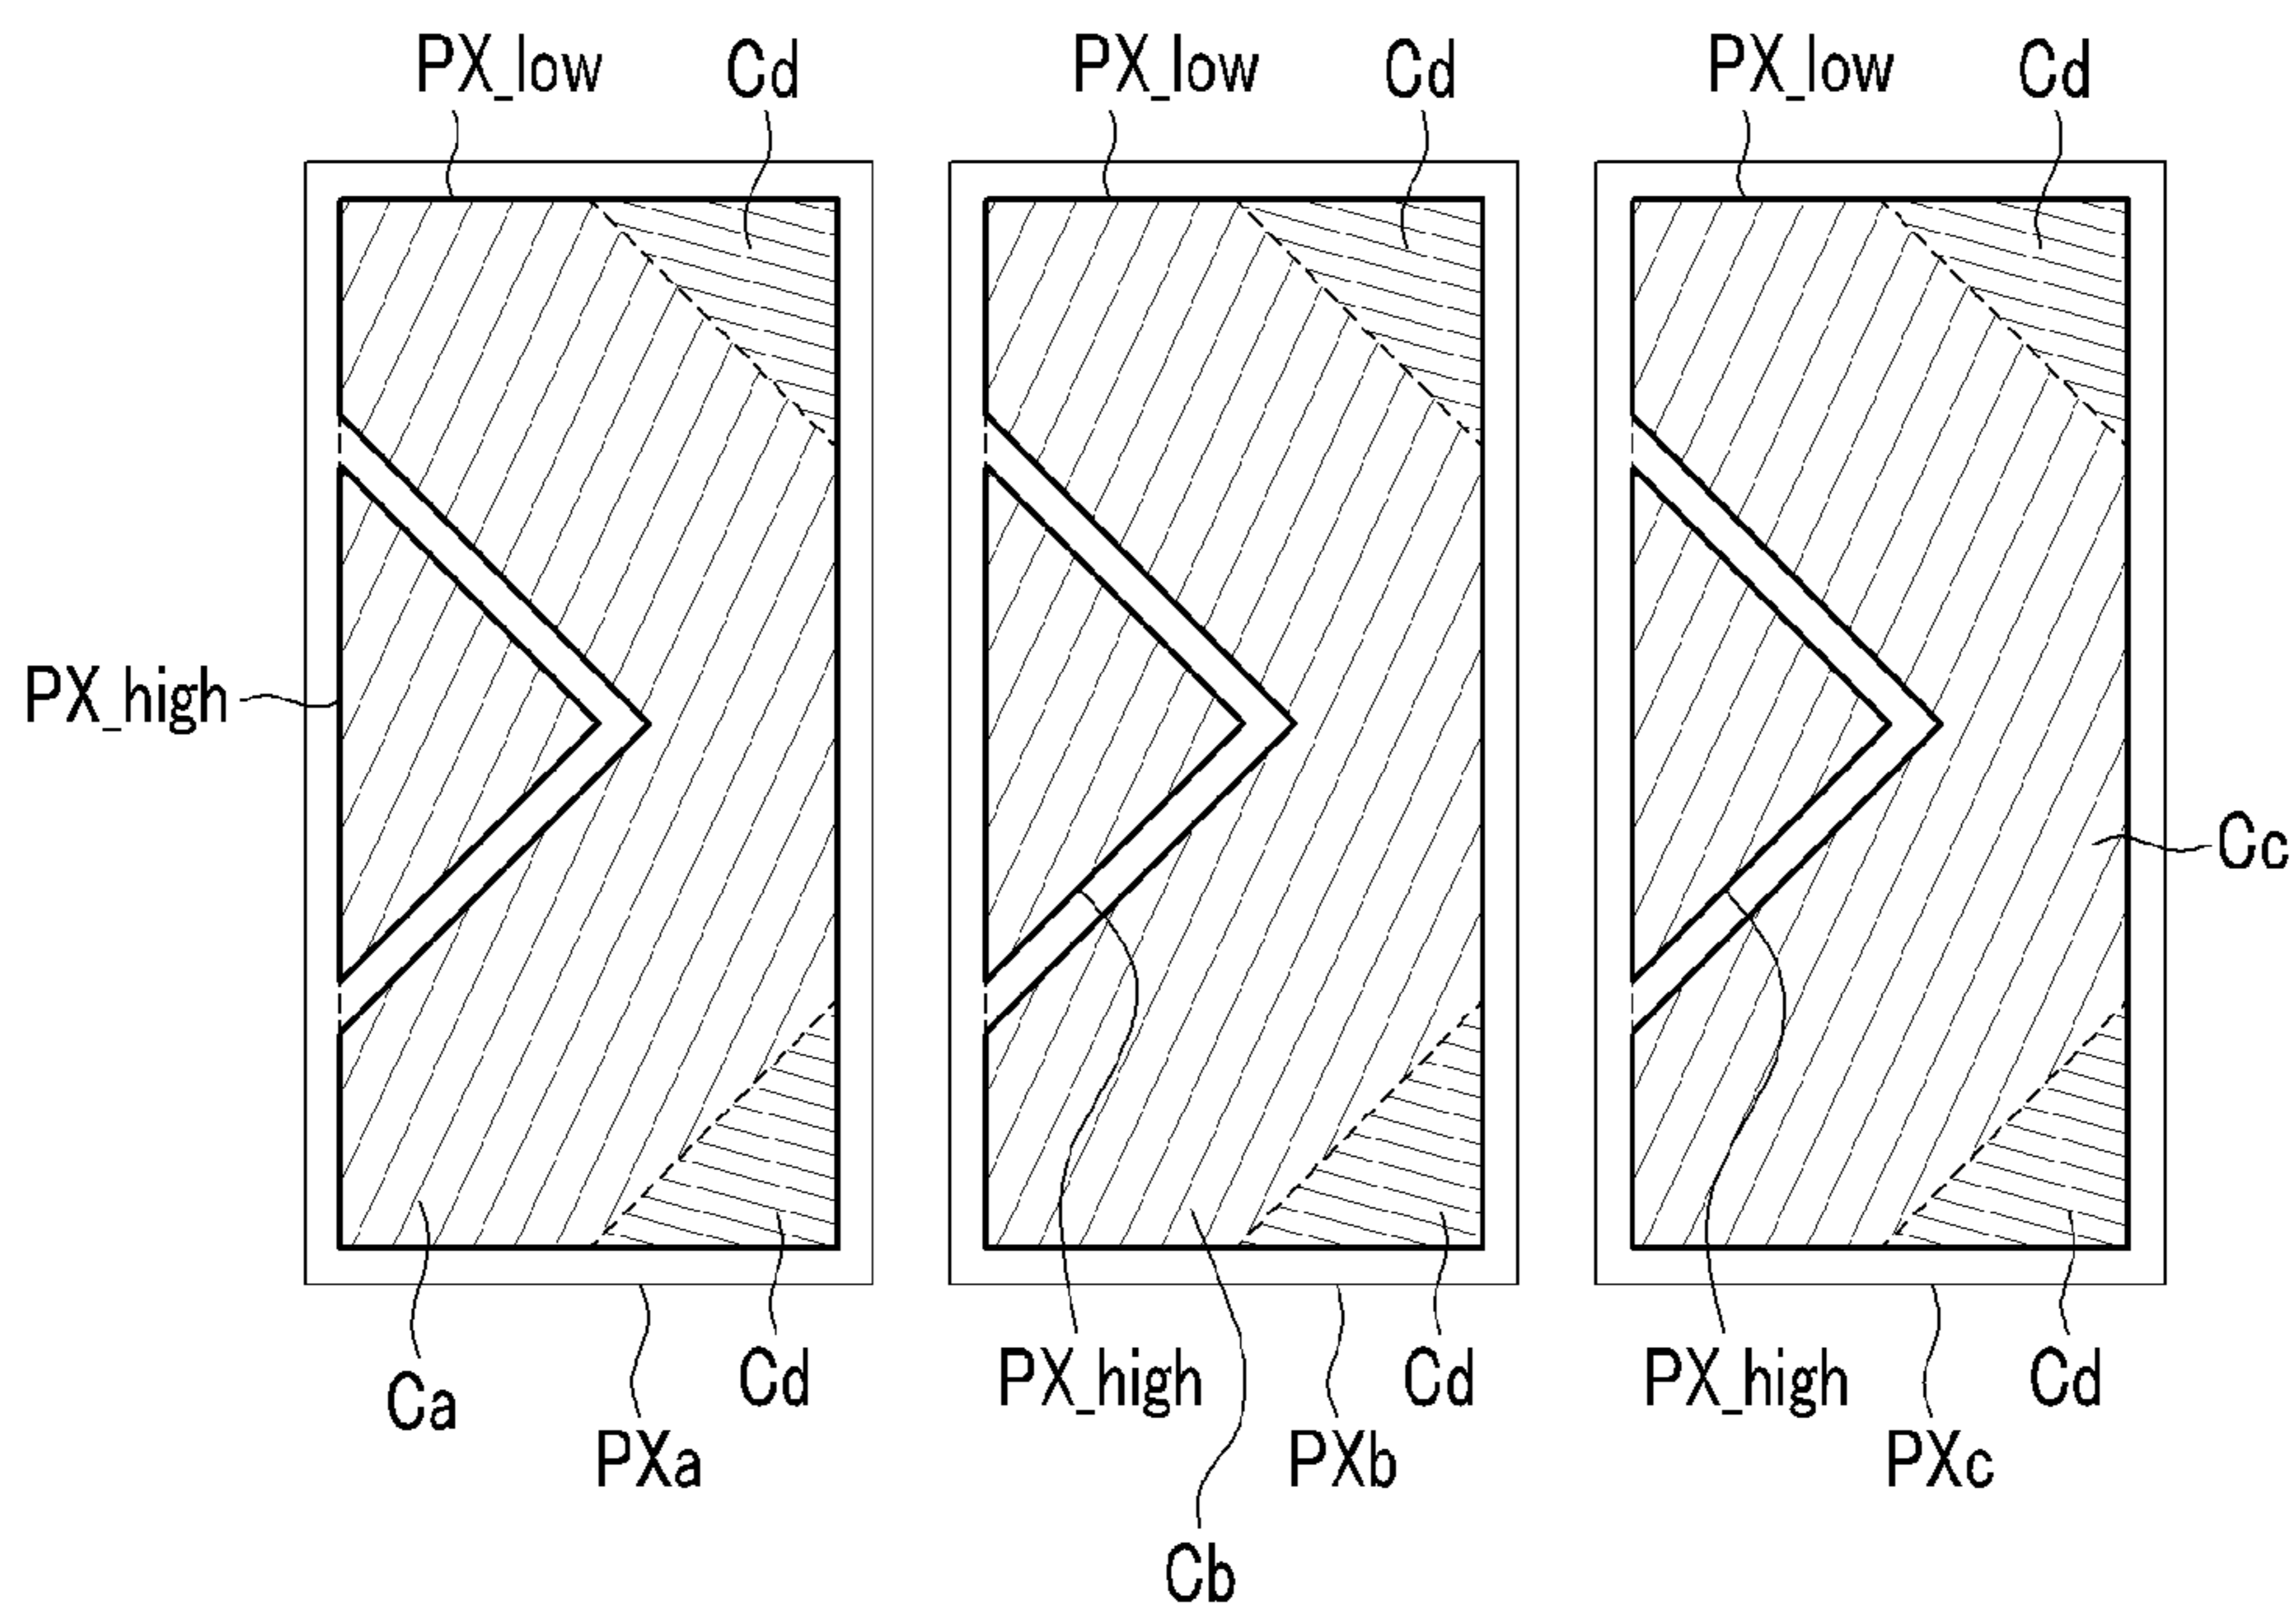 PX_low Cd PX_low Cd PX_low Cd
PX_high
Cc
Ca Cd PX_high Cd PX_high Cd
PXa PXb PXc
Cb